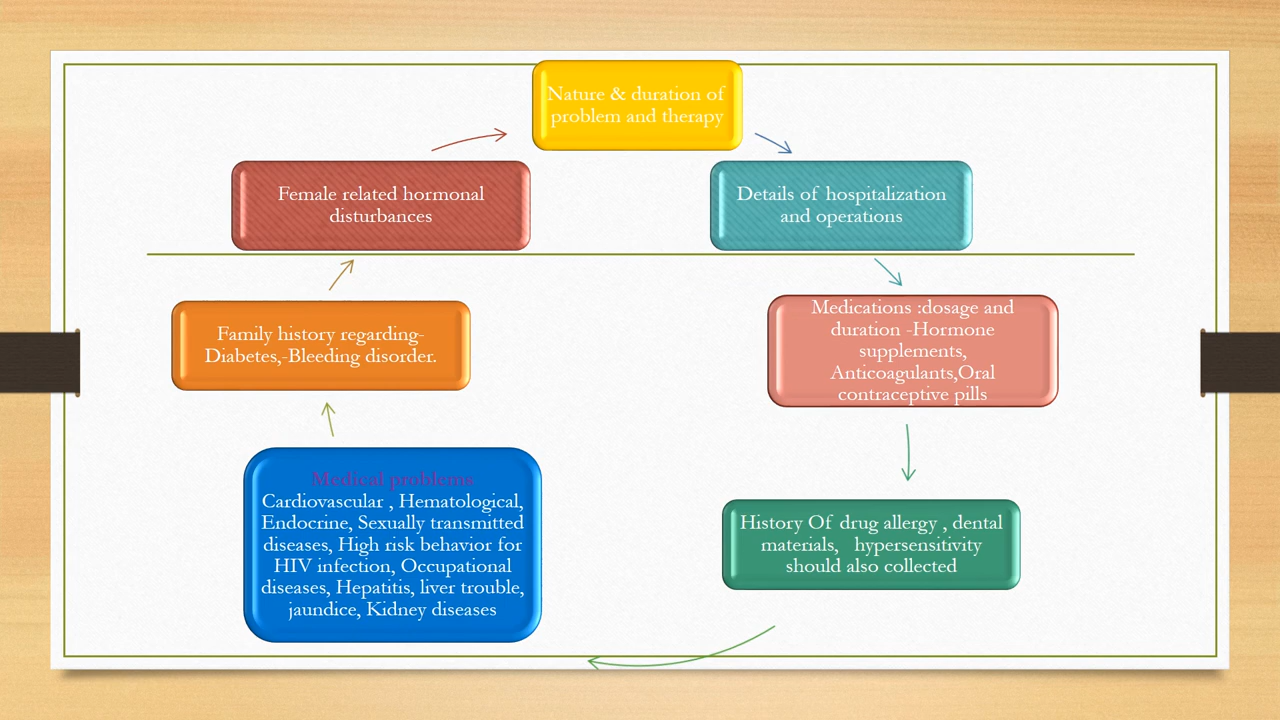 Nature & duration of
problem and therapy
Details of hospitalization
and operations
Medications :dosage and
duration -Hormone
supplements,
Anticoagulants,Oral
contraceptive pills
History Of drug allergy , dental
materials, hypersensitivity
should also collected
Medical problems
Cardiovascular , Hematological,
Endocrine, Sexually transmitted
diseases, High risk behavior for
HIV infection, Occupational
diseases, Hepatitis, liver trouble,
jaundice, Kidney diseases
Family history regarding-
Diabetes,-Bleeding disorder.
Female related hormonal
disturbances